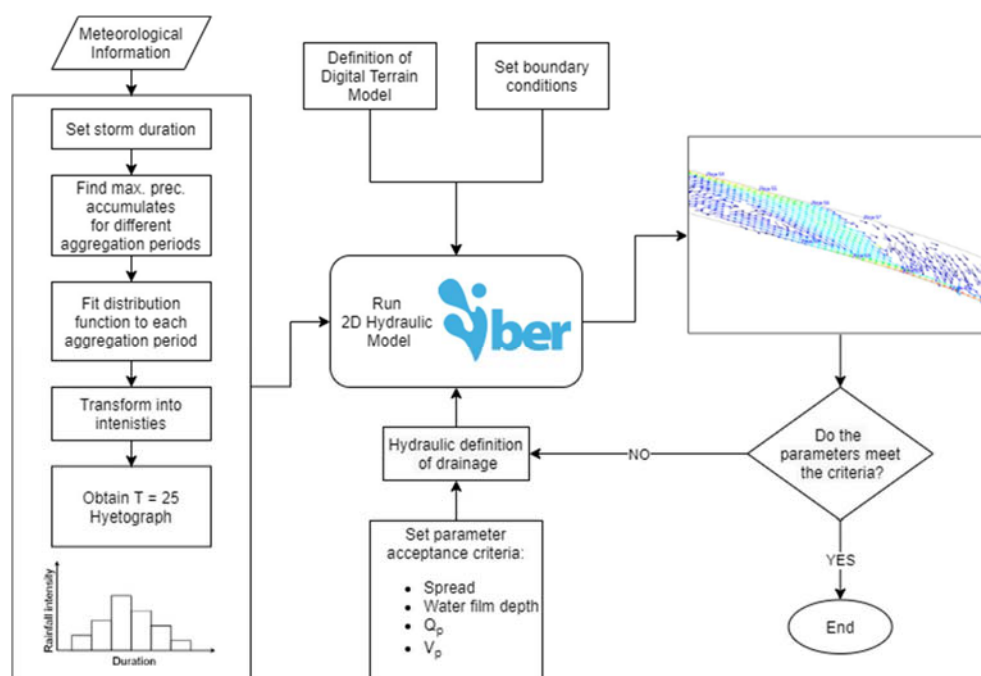 Meteorological
Information
Set storm duration
Find max. prec.
accumulates
for different
aggregation periods
Fit distribution
function to each
aggregation period
Transform into
intenisties
Obtain T = 25
Hyetograph
Rainfall intensity
Duration
Definition of
Digital Terrain
Model
Set boundary
conditions
Run
2D Hydraulic
Model
iber
Hydraulic definition
of drainage
Set parameter
acceptance criteria:
• Spread
• Water film depth
• Qp
• Vp
NO
Do the
parameters meet
the criteria?
YES
End